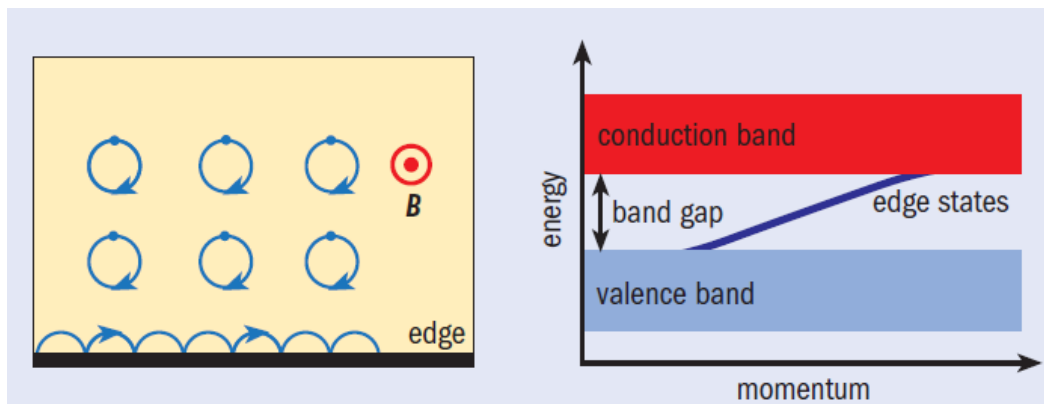 B
edge
conduction band
edge states
band gap
valence band
energy
momentum